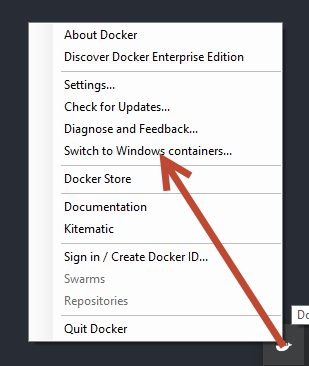 About Docker
Discover Docker Enterprise Edition
Settings...
Check for Updates...
Diagnose and Feedback...
Switch to Windows containers...
Docker Store
Documentation
Kitematic
Sign in / Create Docker ID...
Swarms
Repositories
Quit Docker